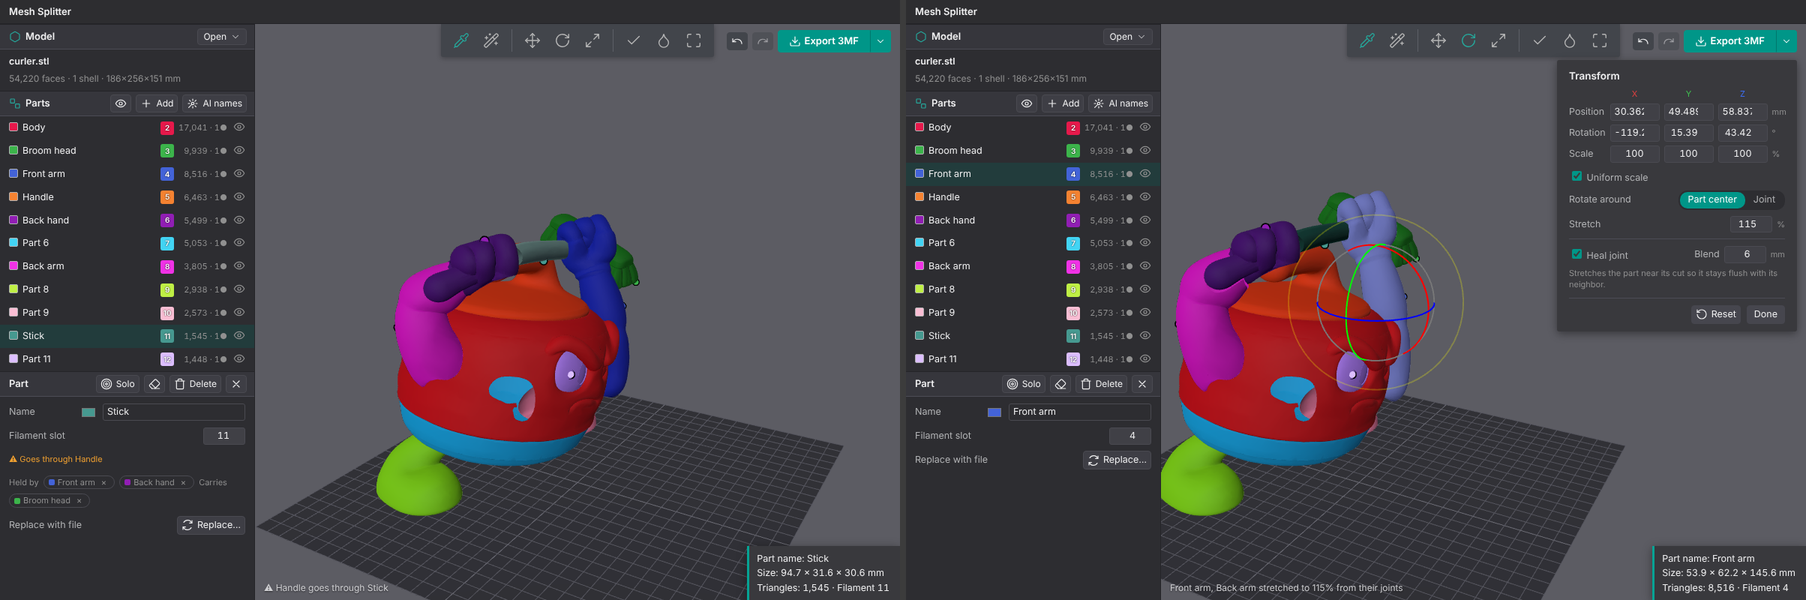 Mesh Splitter
Model
Open
curler.stl
54,220 faces · 1 shell · 186×256×151 mm
Parts
Add
AI names
Body 2 17,041 · 1
Broom head 3 9,939 · 1
Front arm 4 8,516 · 1
Handle 5 6,463 · 1
Back hand 6 5,499 · 1
Part 6 7 5,053 · 1
Back arm 8 3,805 · 1
Part 8 9 2,938 · 1
Part 9 10 2,573 · 1
Stick 11 1,545 · 1
Part 11 12 1,448 · 1
Part
Solo
Delete
Name Stick
Filament slot 11
Goes through Handle
Held by Front arm × Back hand × Carries
Broom head ×
Replace with file Replace...
Export 3MF
Handle goes through Stick
Part name: Stick
Size: 94.7 × 31.6 × 30.6 mm
Triangles: 1,545 · Filament 11
Mesh Splitter
Model
Open
curler.stl
54,220 faces · 1 shell · 186×256×151 mm
Parts
Add
AI names
Body 2 17,041 · 1
Broom head 3 9,939 · 1
Front arm 4 8,516 · 1
Handle 5 6,463 · 1
Back hand 6 5,499 · 1
Part 6 7 5,053 · 1
Back arm 8 3,805 · 1
Part 8 9 2,938 · 1
Part 9 10 2,573 · 1
Stick 11 1,545 · 1
Part 11 12 1,448 · 1
Part
Solo
Delete
Name Front arm
Filament slot 4
Replace with file Replace...
Export 3MF
Transform
X Y Z
Position 30.362 49.489 58.837 mm
Rotation -119.2 15.39 43.42 °
Scale 100 100 100 %
Uniform scale
Rotate around Part center Joint
Stretch 115 %
Heal joint Blend 6 mm
Stretches the part near its cut so it stays flush with its
neighbor.
Reset Done
Front arm, Back arm stretched to 115% from their joints
Part name: Front arm
Size: 53.9 × 62.2 × 145.6 mm
Triangles: 8,516 · Filament 4